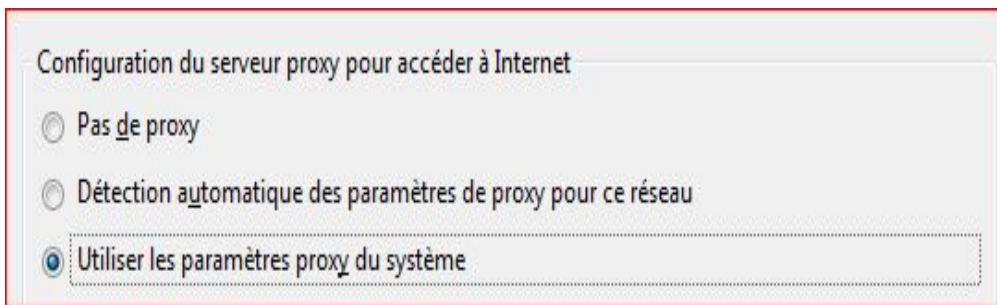 Configuration du serveur proxy pour accéder à Internet
Pas de proxy
Détection automatique des paramètres de proxy pour ce réseau
Utiliser les paramètres proxy du système